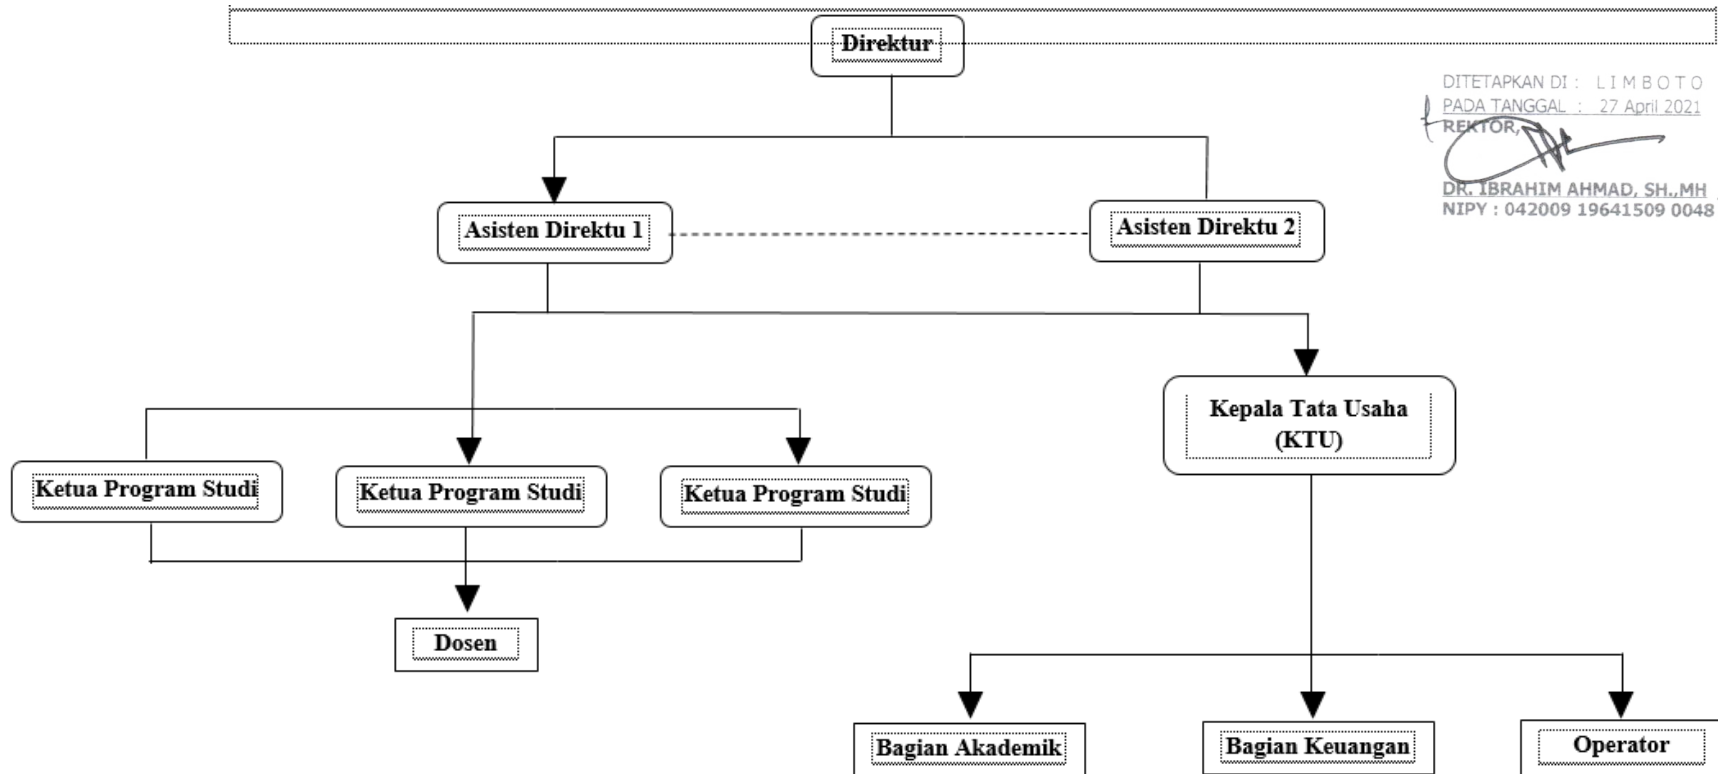 Direktur
DITETAPKAN DI : LIMBOTO
PADA TANGGAL : 27 April 2021
REKTOR,
DR. IBRAHIM AHMAD, SH.,MH
NIPY : 042009 19641509 0048
Asisten Direktu 1
Asisten Direktu 2
Kepala Tata Usaha
(KTU)
Ketua Program Studi
Ketua Program Studi
Ketua Program Studi
Dosen
Bagian Akademik
Bagian Keuangan
Operator